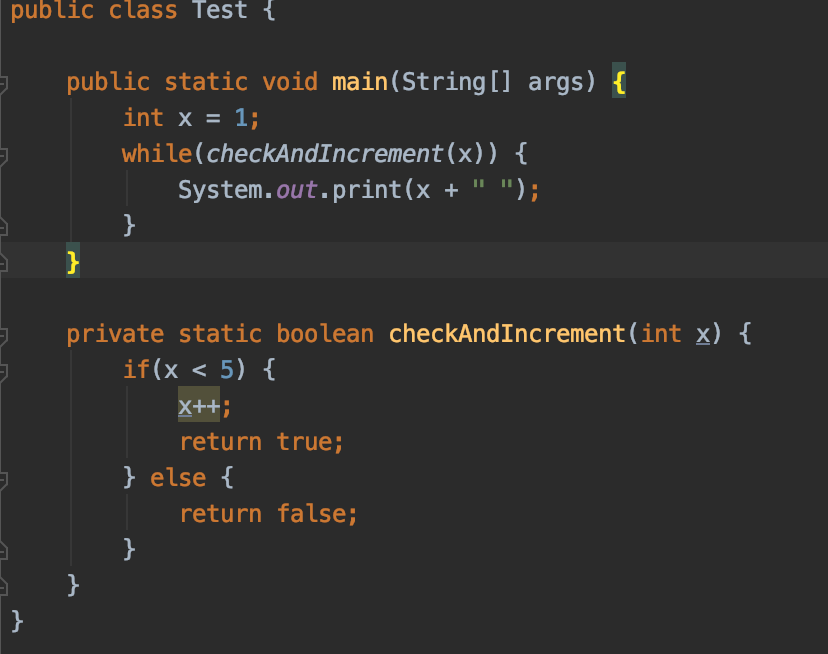 public class Test {
public static void main(String[] args) {
int x = 1;
while(checkAndIncrement(x)) {
System.out.print(x + " ");
}
}
private static boolean checkAndIncrement(int x) {
if(x < 5) {
x++;
return true;
} else {
return false;
}
}
}